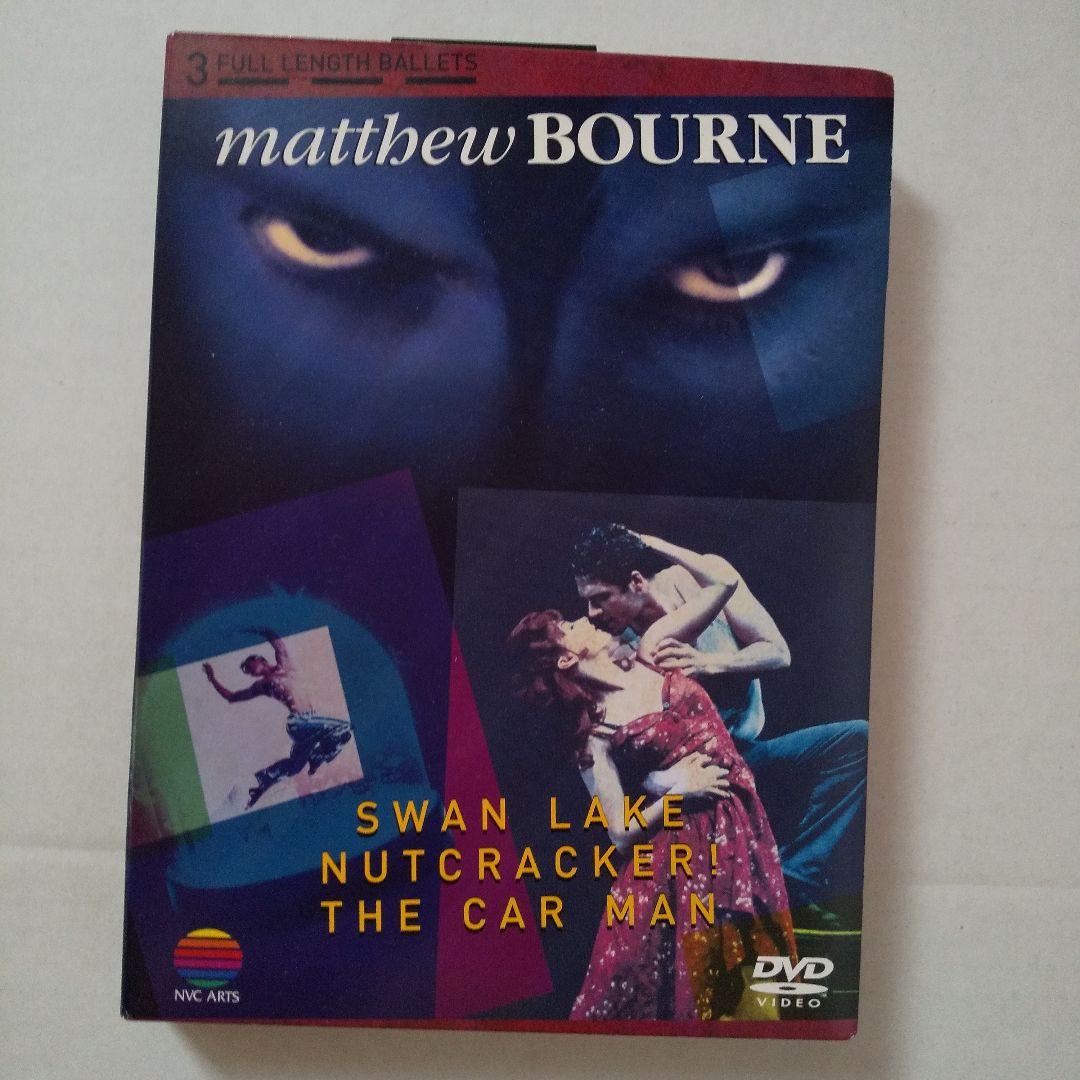 3 FULL LENGTH BALLETS
matthew BOURNE
SWAN LAKE
NUTCRACKER!
THE CAR MAN
NVC ARTS
DVD
VIDEO